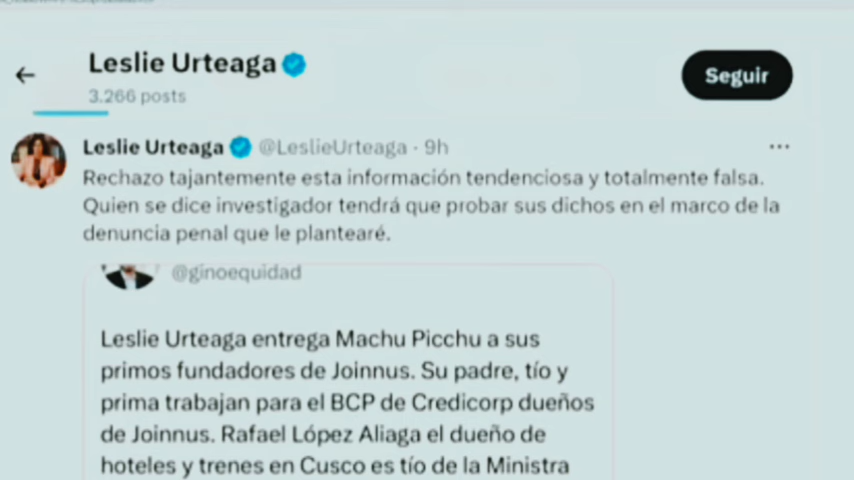 Leslie Urteaga
3.266 posts
Seguir
Leslie Urteaga @LeslieUrteaga · 9h
Rechazo tajantemente esta información tendenciosa y totalmente falsa.
Quien se dice investigador tendrá que probar sus dichos en el marco de la
denuncia penal que le plantearé.
@ginoequidad
Leslie Urteaga entrega Machu Picchu a sus
primos fundadores de Joinnus. Su padre, tío y
prima trabajan para el BCP de Credicorp dueños
de Joinnus. Rafael López Aliaga el dueño de
hoteles y trenes en Cusco es tío de la Ministra